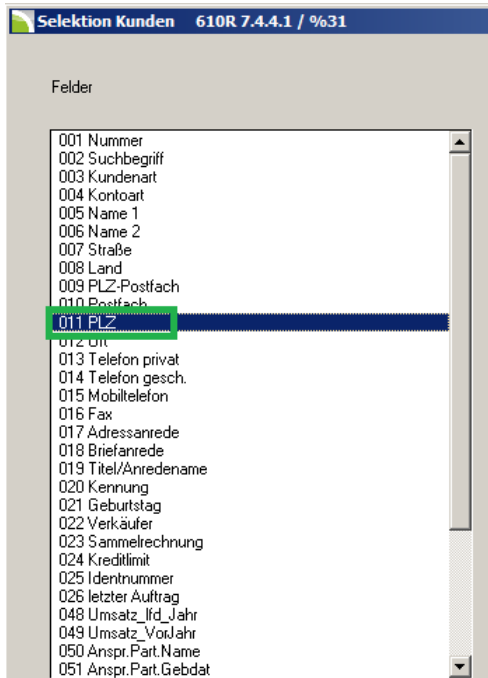 Selektion Kunden 610R 7.4.4.1 / %31
Felder
001 Nummer
002 Suchbegriff
003 Kundenart
004 Kontoart
005 Name 1
006 Name 2
007 Straße
008 Land
009 PLZ-Postfach
010 Postfach
011 PLZ
012 Ort
013 Telefon privat
014 Telefon gesch.
015 Mobiltelefon
016 Fax
017 Adressanrede
018 Briefanrede
019 Titel/Anredename
020 Kennung
021 Geburtstag
022 Verkäufer
023 Sammelrechnung
024 Kreditlimit
025 Identnummer
026 letzter Auftrag
048 Umsatz_lfd_Jahr
049 Umsatz_VorJahr
050 Anspr.Part.Name
051 Anspr.Part.Gebdat